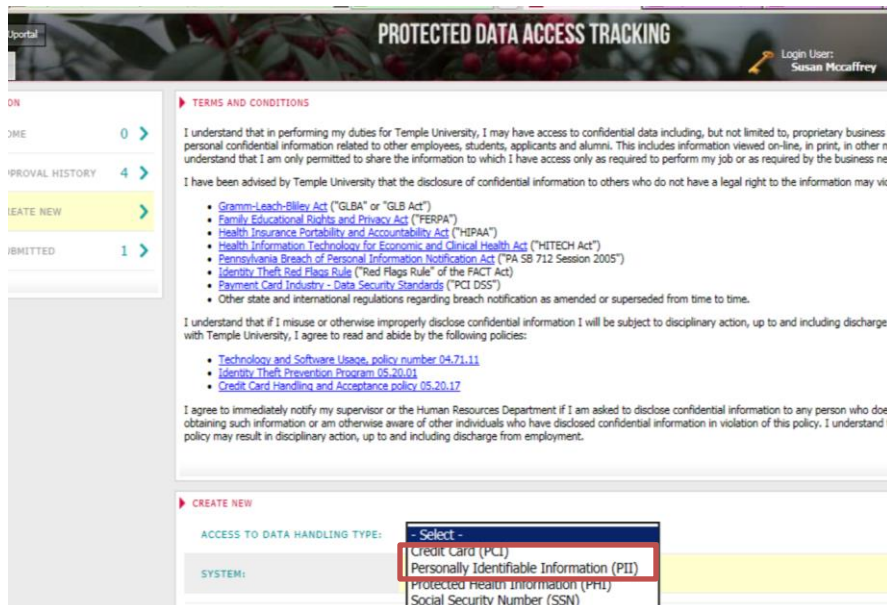 Uportal
PROTECTED DATA ACCESS TRACKING
Login User:
Susan Mccaffrey
ON
OME 0
PROVAL HISTORY 4
REATE NEW
UBMITTED 1
TERMS AND CONDITIONS
I understand that in performing my duties for Temple University, I may have access to confidential data including, but not limited to, proprietary business
personal confidential information related to other employees, students, applicants and alumni. This includes information viewed on-line, in print, in other
understand that I am only permitted to share the information to which I have access only as required to perform my job or as required by the business
I have been advised by Temple University that the disclosure of confidential information to others who do not have a legal right to the information may
Gramm-Leach-Bliley Act ("GLBA" or "GLB Act")
Family Educational Rights and Privacy Act ("FERPA")
Health Insurance Portability and Accountability Act ("HIPAA")
Health Information Technology for Economic and Clinical Health Act ("HITECH Act")
Pennsylvania Breach of Personal Information Notification Act ("PA SB 712 Session 2005")
Identity Theft Red Flags Rule ("Red Flags Rule" of the FACT Act)
Payment Card Industry - Data Security Standards ("PCI DSS")
Other state and international regulations regarding breach notification as amended or superseded from time to time.
I understand that if I misuse or otherwise improperly disclose confidential information I will be subject to disciplinary action, up to and including discharge
with Temple University, I agree to read and abide by the following policies:
Technology and Software Usage, policy number 04.71.11
Identity Theft Prevention Program 05.20.01
Credit Card Handling and Acceptance policy 05.20.17
I agree to immediately notify my supervisor or the Human Resources Department if I am asked to disclose confidential information to any person who
obtaining such information or am otherwise aware of other individuals who have disclosed confidential information in violation of this policy. I understand
policy may result in disciplinary action, up to and including discharge from employment.
CREATE NEW
ACCESS TO DATA HANDLING TYPE:
- Select -
Credit Card (PCI)
Personally Identifiable Information (PII)
SYSTEM:
Protected Health Information (PHI)
Social Security Number (SSN)